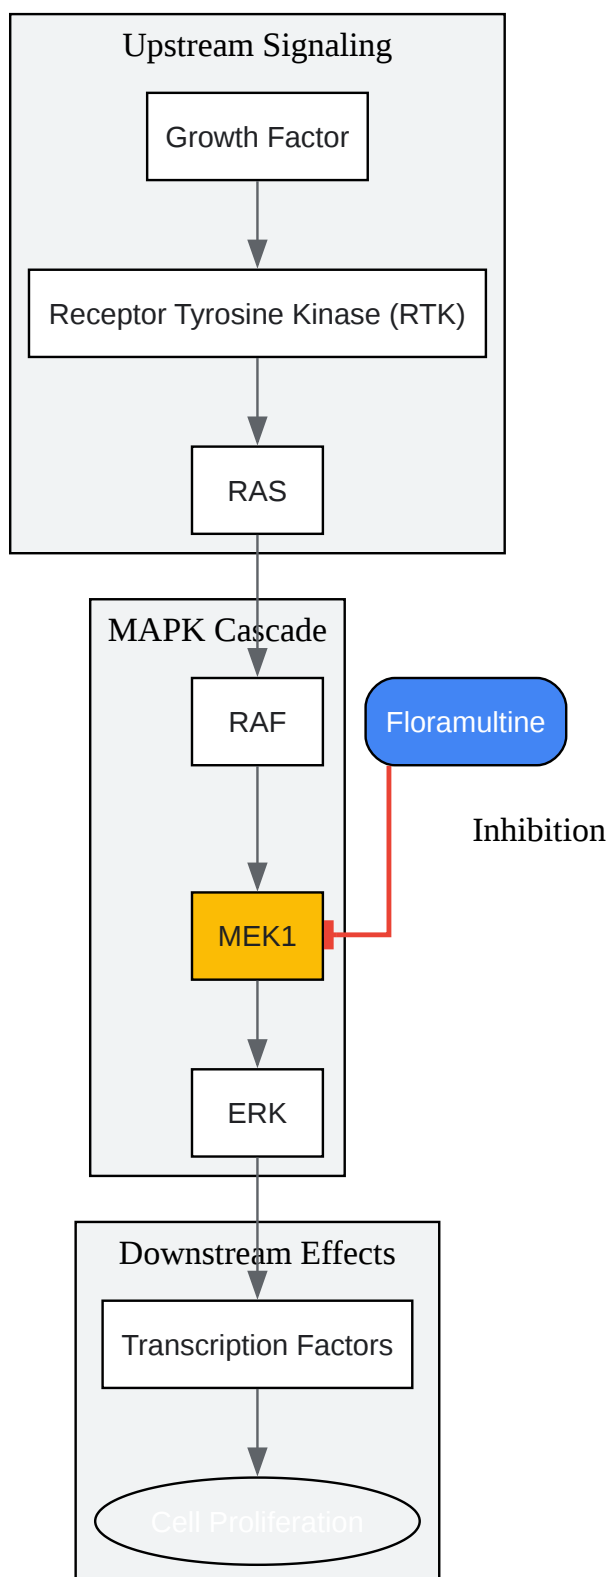 Upstream Signaling
Growth Factor
Receptor Tyrosine Kinase (RTK)
RAS
MAPK Cascade
RAF
Floramultine
Inhibition
MEK1
ERK
Downstream Effects
Transcription Factors
Cell Proliferation